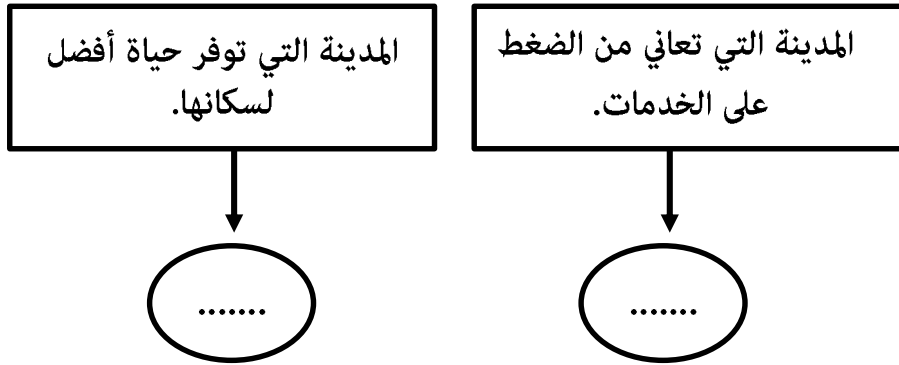 المدينة التي تعاني من الضغط
على الخدمات.
المدينة التي توفر حياة أفضل
لسكانها.
.......
.......